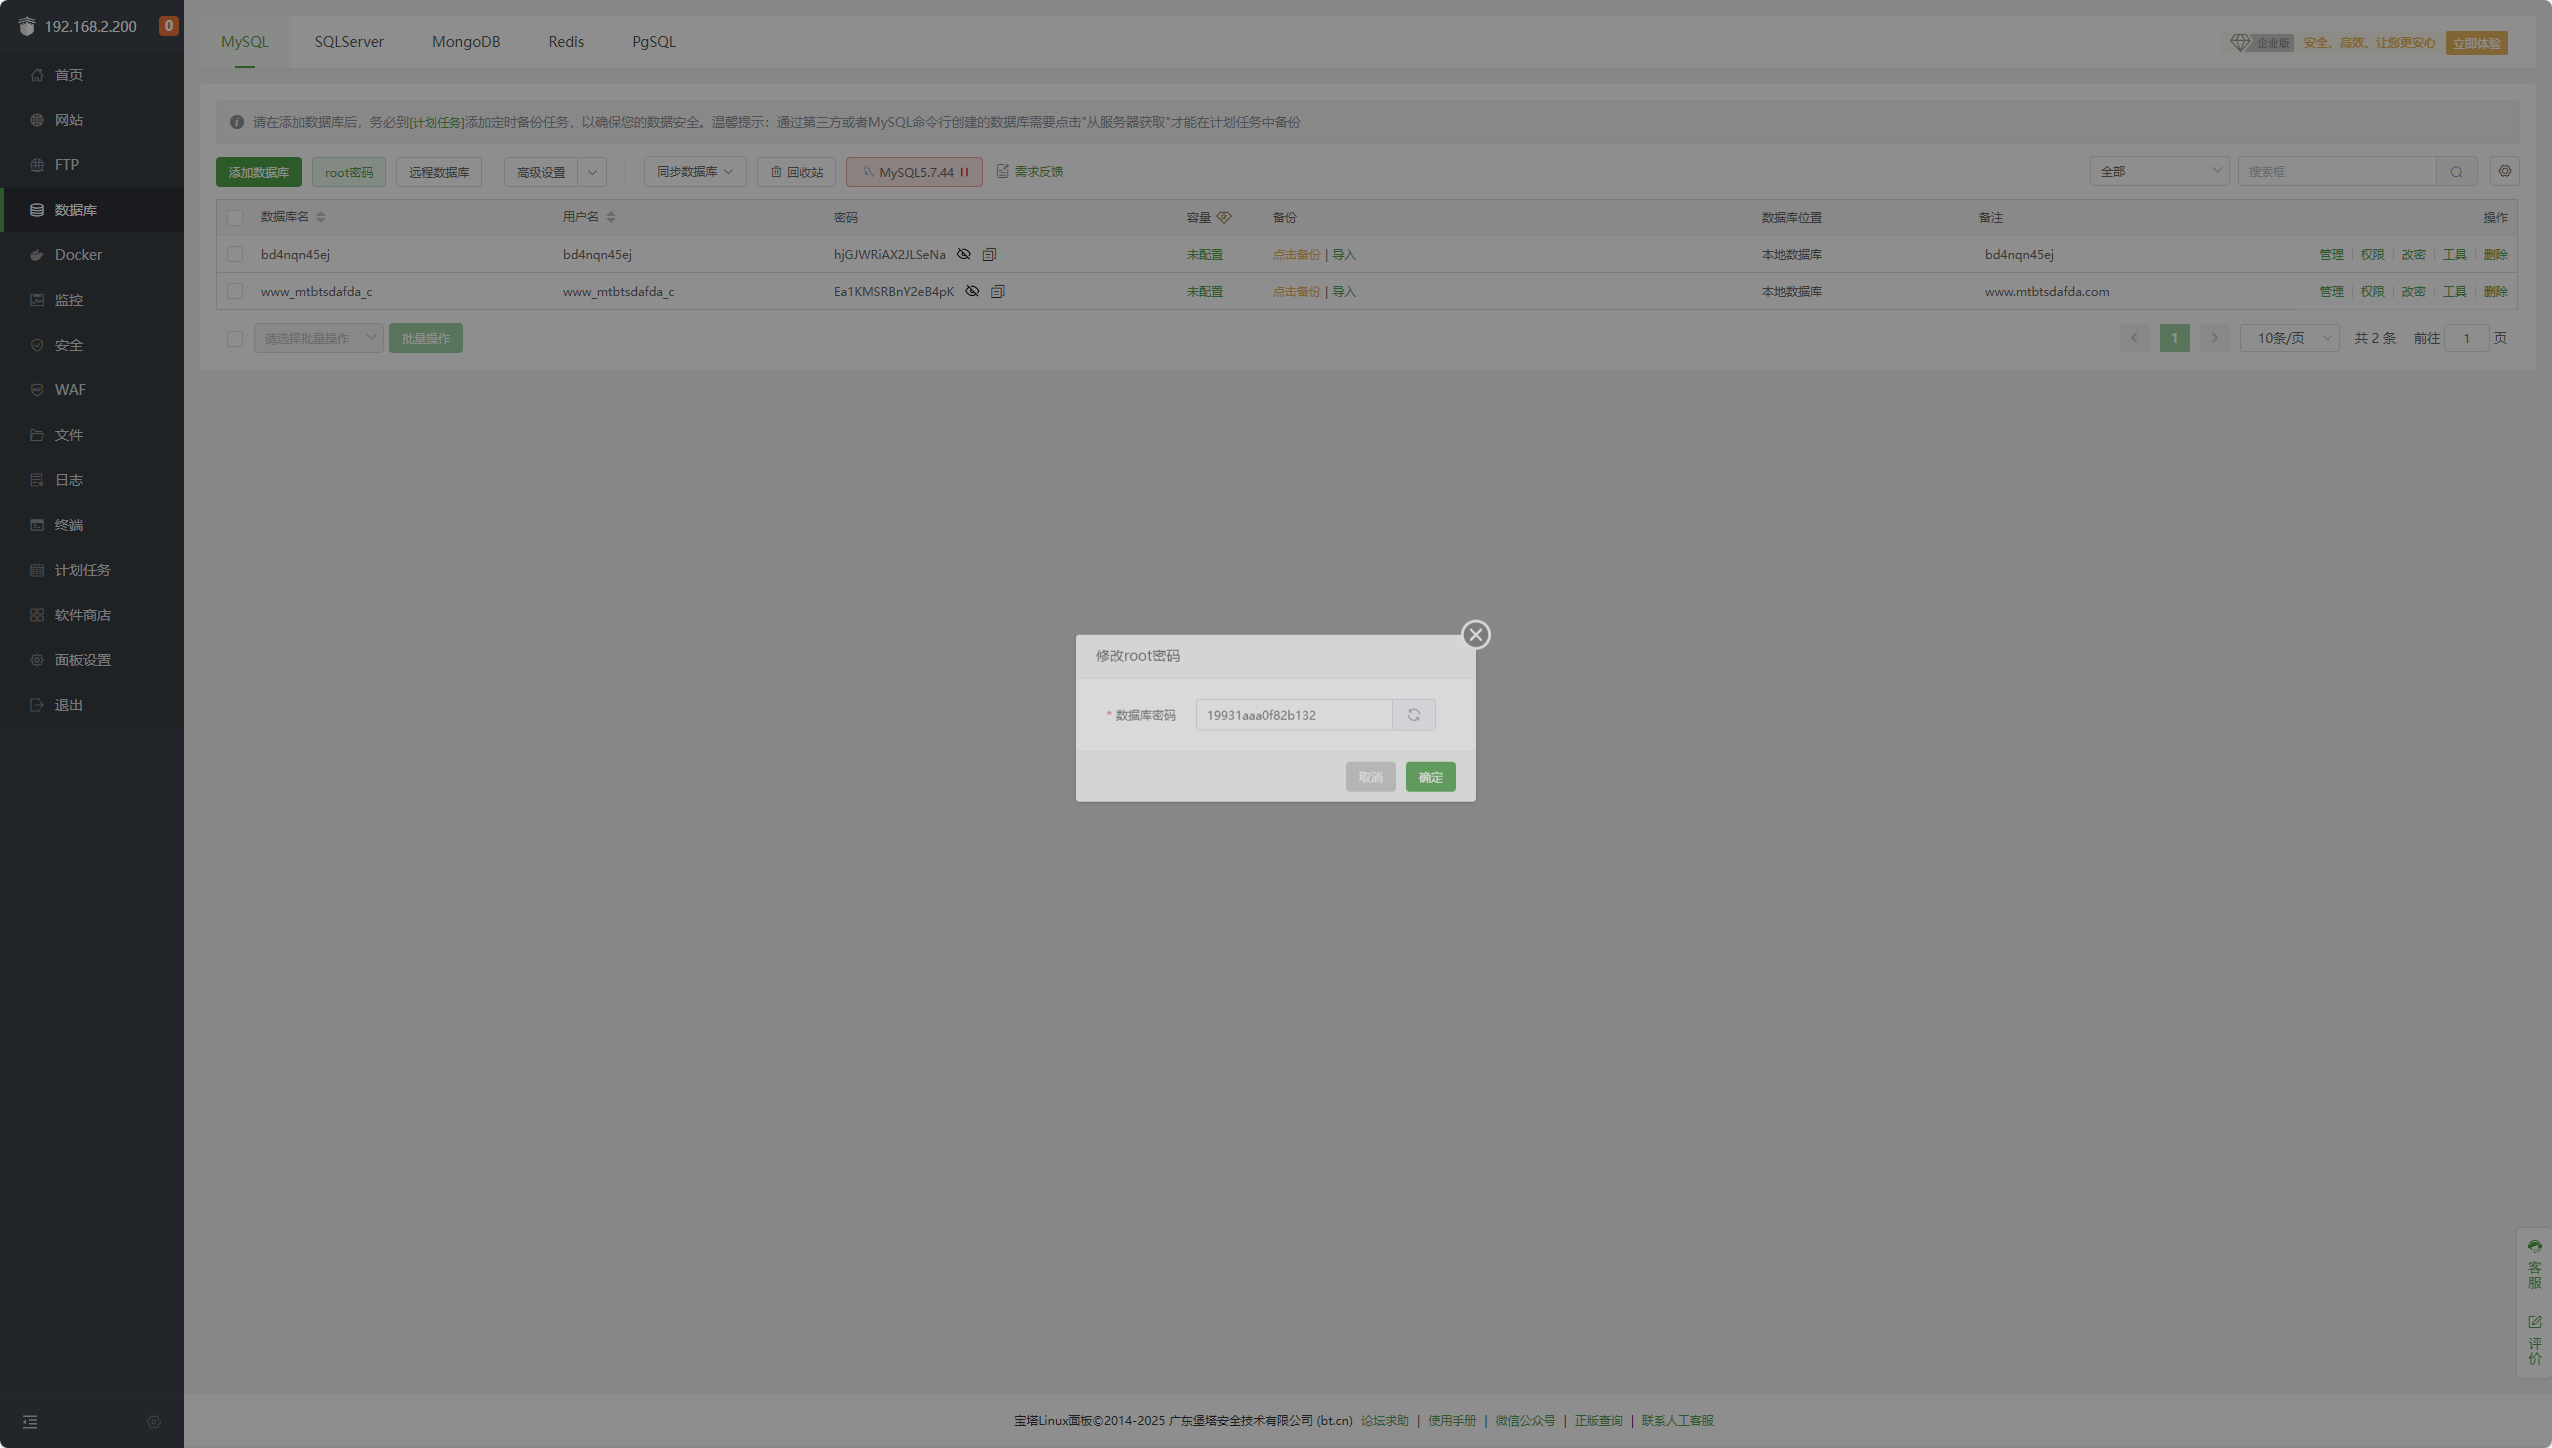 192.168.2.200 0
首页
网站
FTP
数据库
Docker
监控
安全
WAF
文件
日志
终端
计划任务
软件商店
面板设置
退出
MySQL SQLServer MongoDB Redis PgSQL
企业版 安全、高效、让您更安心 立即体验
请在添加数据库后，务必到[计划任务]添加定时备份任务，以确保您的数据安全。温馨提示：通过第三方或者MySQL命令行创建的数据库需要点击"从服务器获取"才能在计划任务中备份
添加数据库 root密码 远程数据库 高级设置 同步数据库 回收站 MySQL5.7.44 需求反馈 全部 搜索框
数据库名 用户名 密码 容量 备份 数据库位置 备注 操作
bd4nqn45ej bd4nqn45ej hjGJWRiAX2JLSeNa 未配置 点击备份 | 导入 本地数据库 bd4nqn45ej 管理 | 权限 | 改密 | 工具 | 删除
www_mtbtsdafda_c www_mtbtsdafda_c Ea1KMSRBnY2eB4pK 未配置 点击备份 | 导入 本地数据库 www.mtbtsdafda.com 管理 | 权限 | 改密 | 工具 | 删除
请选择批量操作 批量操作 1 10条/页 共 2 条 前往 1 页
修改root密码
* 数据库密码 19931aaa0f82b132
取消 确定
客服
评价
宝塔Linux面板©2014-2025 广东堡塔安全技术有限公司 (bt.cn) 论坛求助 | 使用手册 | 微信公众号 | 正版查询 | 联系人工客服